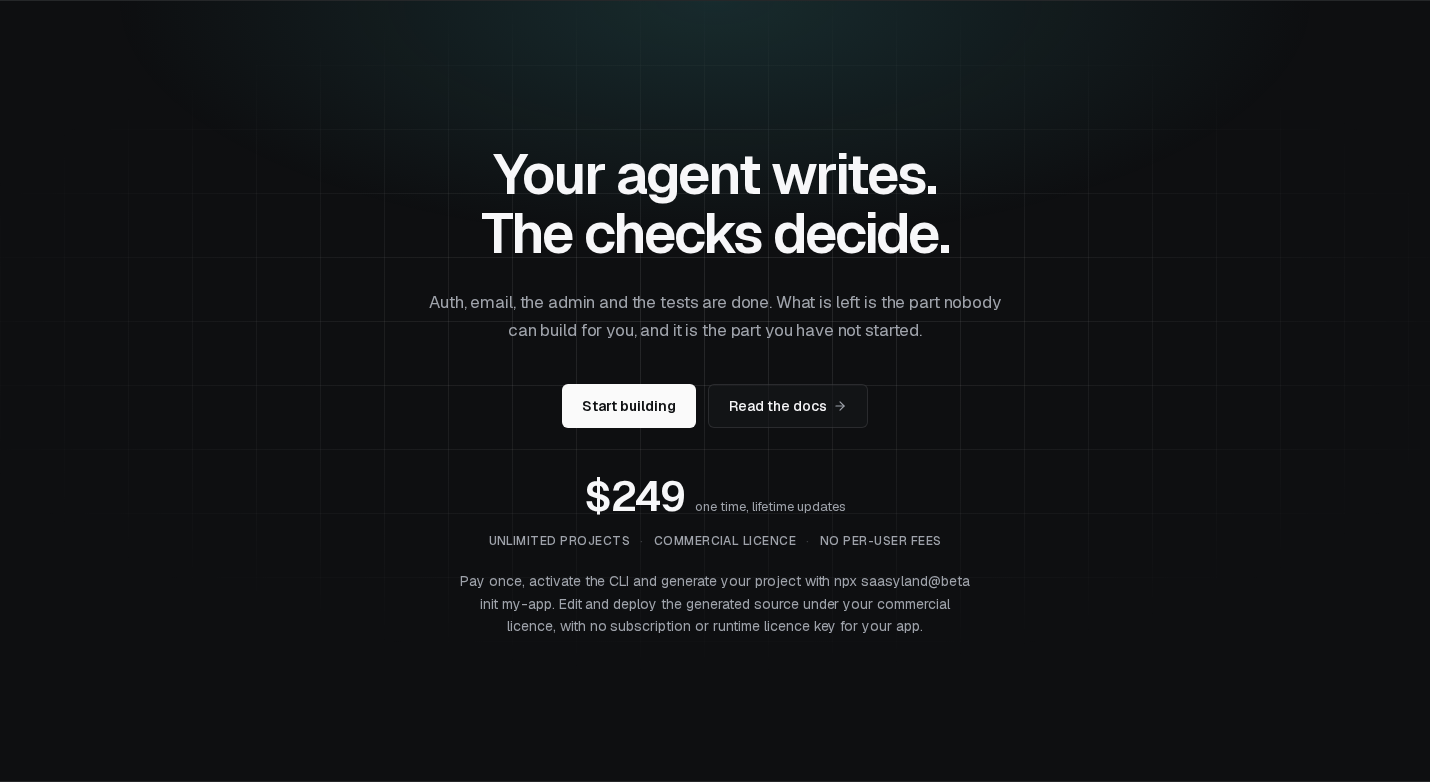 Your agent writes.
The checks decide.
Auth, email, the admin and the tests are done. What is left is the part nobody
can build for you, and it is the part you have not started.
Start building
Read the docs →
$249 one time, lifetime updates
UNLIMITED PROJECTS · COMMERCIAL LICENCE · NO PER-USER FEES
Pay once, activate the CLI and generate your project with npx saasyland@beta
init my-app. Edit and deploy the generated source under your commercial
licence, with no subscription or runtime licence key for your app.